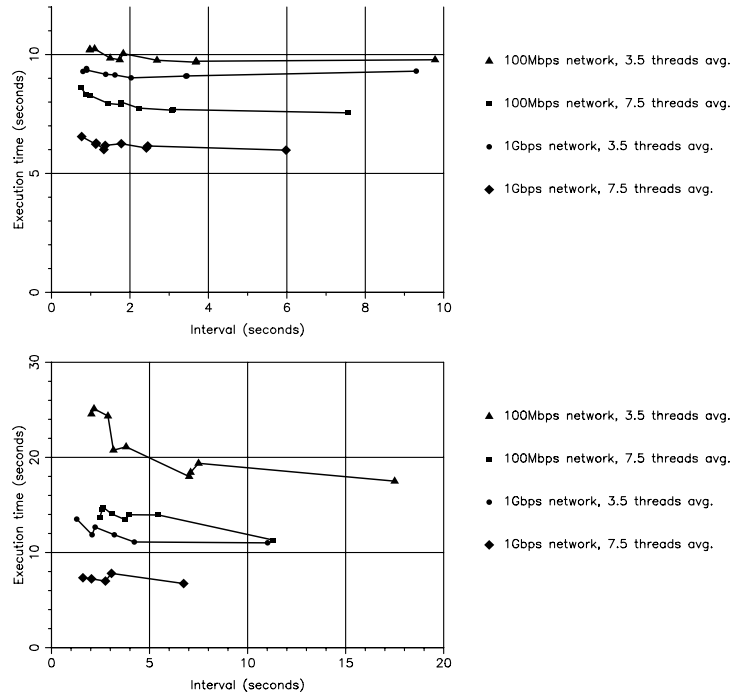 10
5
0
Execution time (seconds)
0 2 4 6 8 10
Interval (seconds)
100Mbps network, 3.5 threads avg.
100Mbps network, 7.5 threads avg.
1Gbps network, 3.5 threads avg.
1Gbps network, 7.5 threads avg.
30
20
10
0
Execution time (seconds)
0 5 10 15 20
Interval (seconds)
100Mbps network, 3.5 threads avg.
100Mbps network, 7.5 threads avg.
1Gbps network, 3.5 threads avg.
1Gbps network, 7.5 threads avg.